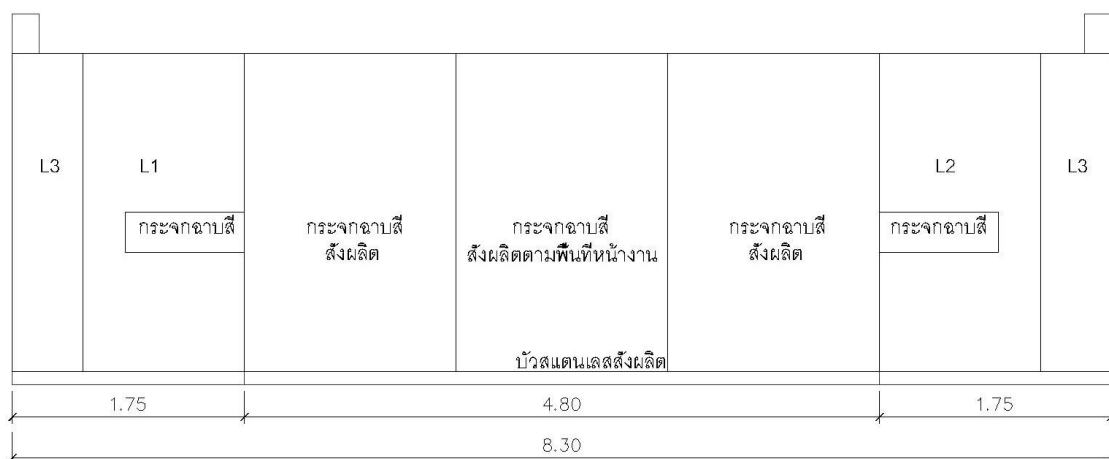 L3
L1
L2
L3
กระจกฉาบสี
กระจกฉาบสี
สั่งผลิต
กระจกฉาบสี
สั่งผลิตตามพื้นที่หน้างาน
กระจกฉาบสี
สั่งผลิต
กระจกฉาบสี
บัวสแตนเลสสั่งผลิต
1.75
4.80
1.75
8.30